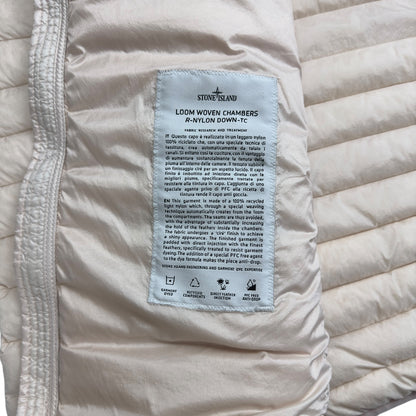 STONE ISLAND
LOOM WOVEN CHAMBERS
R-NYLON DOWN-TC
FABRIC RESEARCH AND TREATMENT
IT Questo capo è realizzato in un leggero nylon
100% riciclato che, con una speciale tecnica di
tessitura, crea automaticamente da telaio i
canali. Si evitano così le cuciture, con il vantaggio
di aumentare significativamente la tenuta della piuma
all'interno delle camere. Il tessuto subisce
un finissaggio cirè per un aspetto lucido. Il capo
finito è imbottito ad iniezione diretta con le
migliori piume, specificamente trattate per
resistere alla tintura in capo. L'aggiunta di uno
speciale agente privo di PFC alla ricetta di
tintura rende il capo anti goccia.
EN This garment is made of a 100% recycled
light nylon which, through a special weaving
technique automatically creates from the loom
the compartments. The seams are thus avoided,
with the advantage of substantially increasing
the hold of the feathers inside the chambers.
The fabric undergoes a 'cirè' finish to achieve
a shiny appearance. The finished garment is
padded with direct injection with the finest
feathers, specifically treated to resist garment
dyeing. The addition of a special PFC free agent
to the dye formula makes the piece anti-drop.
STONE ISLAND ENGINEERING AND GARMENT DYE EXPERTISE
GARMENT
DYED
RECYCLED
COMPONENTS
DIRECT FEATHER
INJECTION
PFC FREE
ANTI-DROP